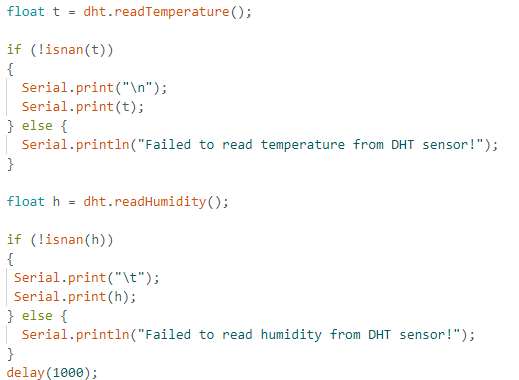 float t = dht.readTemperature();

if (!isnan(t))
{
  Serial.print("\n");
  Serial.print(t);
} else {
  Serial.println("Failed to read temperature from DHT sensor!");
}

float h = dht.readHumidity();

if (!isnan(h))
{
 Serial.print("\t");
 Serial.print(h);
} else {
  Serial.println("Failed to read humidity from DHT sensor!");
}
delay(1000);